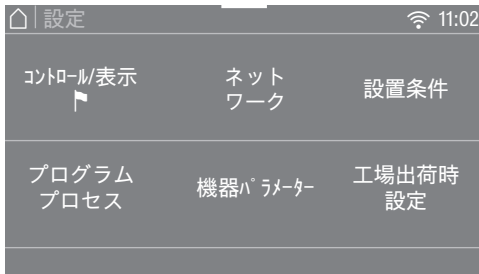 設定 11:02
ｺﾝﾄﾛｰﾙ/表示
ネット
ワーク
設置条件
プログラム
プロセス
機器ﾊﾟﾗﾒｰﾀｰ
工場出荷時
設定